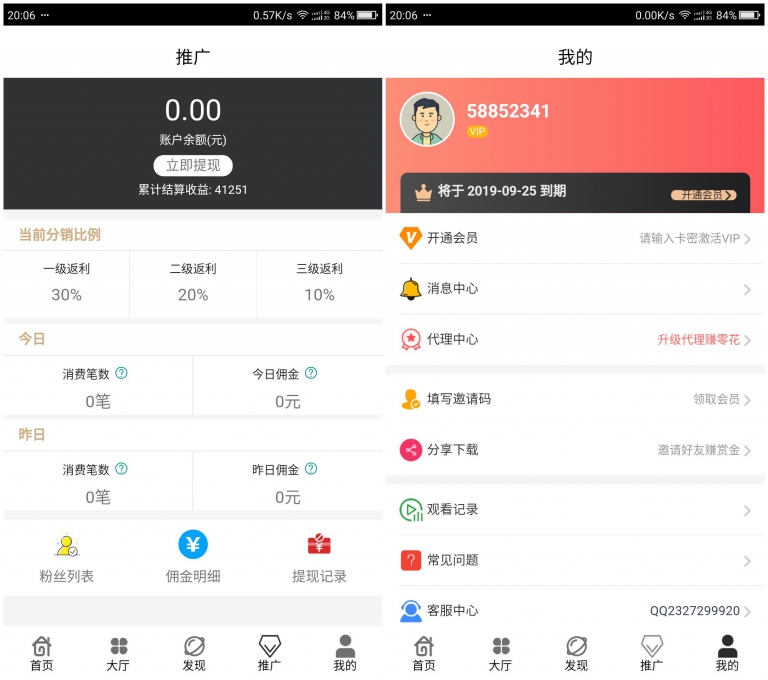 20:06 ···
0.57K/s 4G 2G 84%
推广
0.00
账户余额(元)
立即提现
累计结算收益: 41251
当前分销比例
一级返利 二级返利 三级返利
30% 20% 10%
今日
消费笔数 ? 今日佣金 ?
0笔 0元
昨日
消费笔数 ? 昨日佣金 ?
0笔 0元
粉丝列表 佣金明细 提现记录
首页 大厅 发现 推广 我的
20:06 ···
0.00K/s 4G 2G 84%
我的
58852341
VIP
将于 2019-09-25 到期 开通会员
开通会员 请输入卡密激活VIP
消息中心
代理中心 升级代理赚零花
填写邀请码 领取会员
分享下载 邀请好友赚赏金
观看记录
常见问题
客服中心 QQ2327299920
首页 大厅 发现 推广 我的